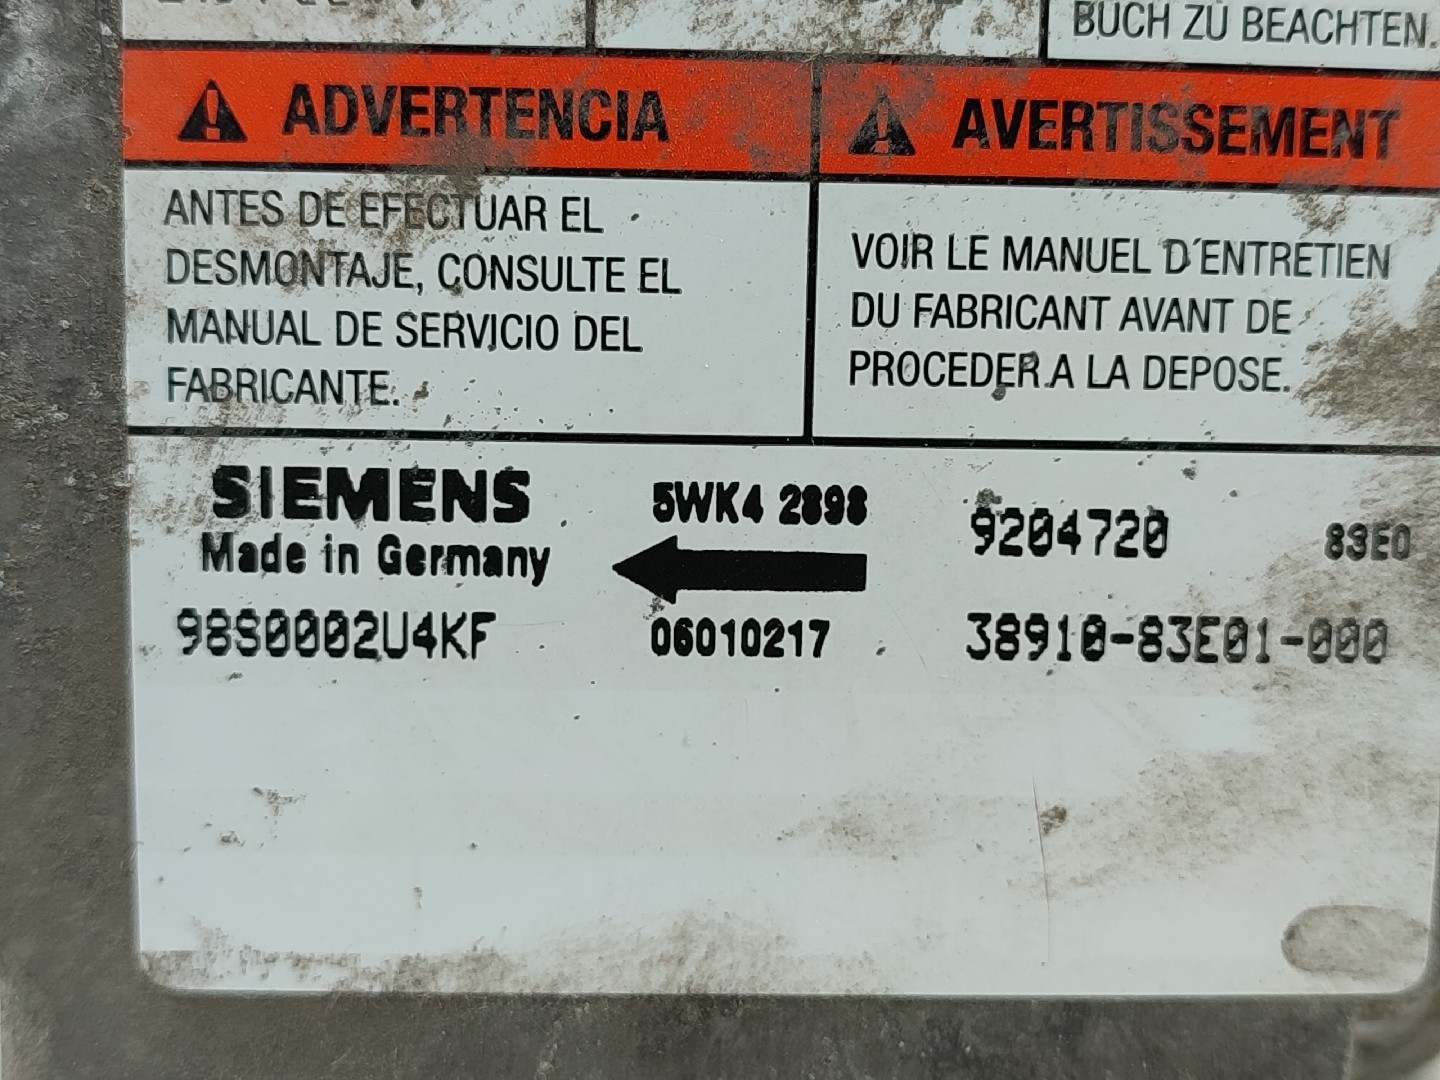 BUCH ZU BEACHTEN.
ADVERTENCIA
AVERTISSEMENT
ANTES DE EFECTUAR EL
DESMONTAJE, CONSULTE EL
MANUAL DE SERVICIO DEL
FABRICANTE.
VOIR LE MANUEL D'ENTRETIEN
DU FABRICANT AVANT DE
PROCEDER A LA DEPOSE.
SIEMENS
Made in Germany
98S0002U4KF
5WK4 2898
06010217
9204720
83E0
38910-83E01-000